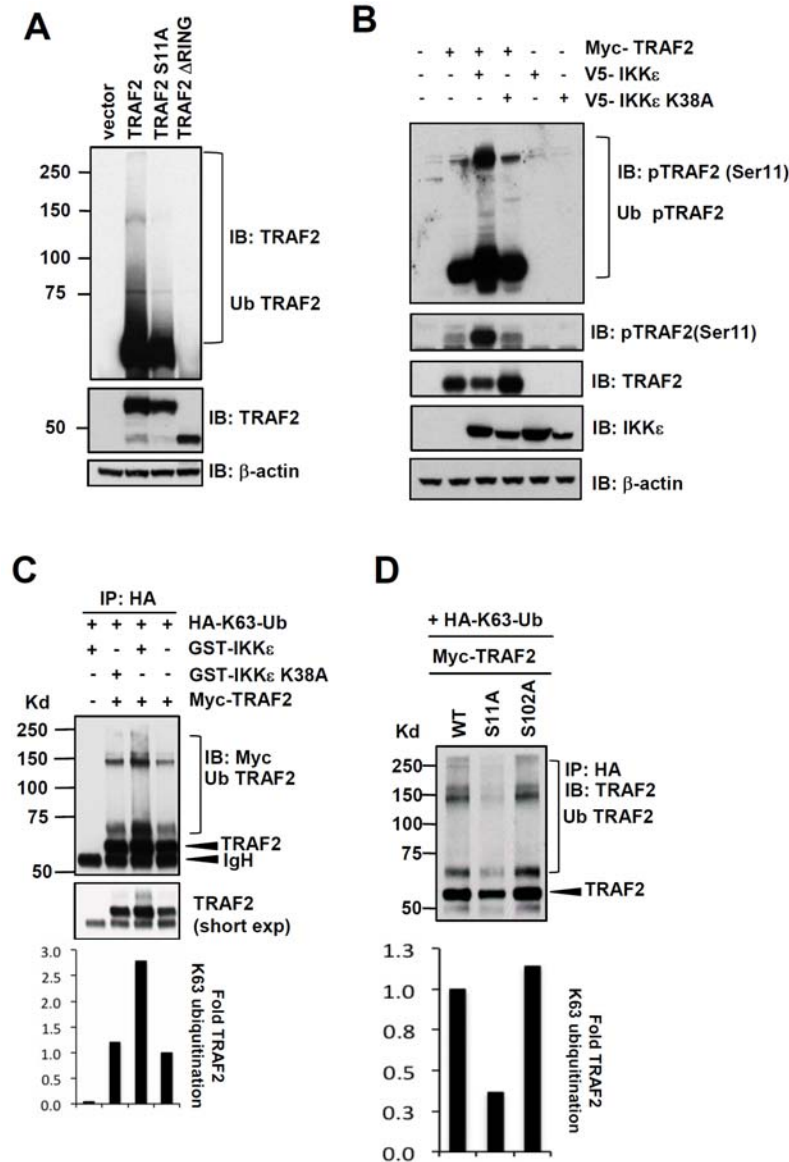 A
vector
TRAF2
TRAF2 S11A
TRAF2 ΔRING
250
150
100
75
50
IB: TRAF2
Ub TRAF2
IB: TRAF2
IB: β-actin
B
- + + + - - Myc- TRAF2
- - + - + - V5- IKKε
- - - + - + V5- IKKε K38A
IB: pTRAF2 (Ser11)
Ub pTRAF2
IB: pTRAF2(Ser11)
IB: TRAF2
IB: IKKε
IB: β-actin
C
IP: HA
+ + + + HA-K63-Ub
+ - + - GST-IKKε
- + - - GST-IKKε K38A
- + + + Myc-TRAF2
Kd
250
150
100
75
50
IB: Myc
Ub TRAF2
TRAF2
IgH
TRAF2
(short exp)
3.0
2.5
2.0
1.5
1.0
0.5
0.0
Fold TRAF2
K63 ubiquitination
D
+ HA-K63-Ub
Myc-TRAF2
WT
S11A
S102A
Kd
250
150
100
75
50
IP: HA
IB: TRAF2
Ub TRAF2
TRAF2
1.3
1.0
0.8
0.5
0.3
0.0
Fold TRAF2
K63 ubiquitination